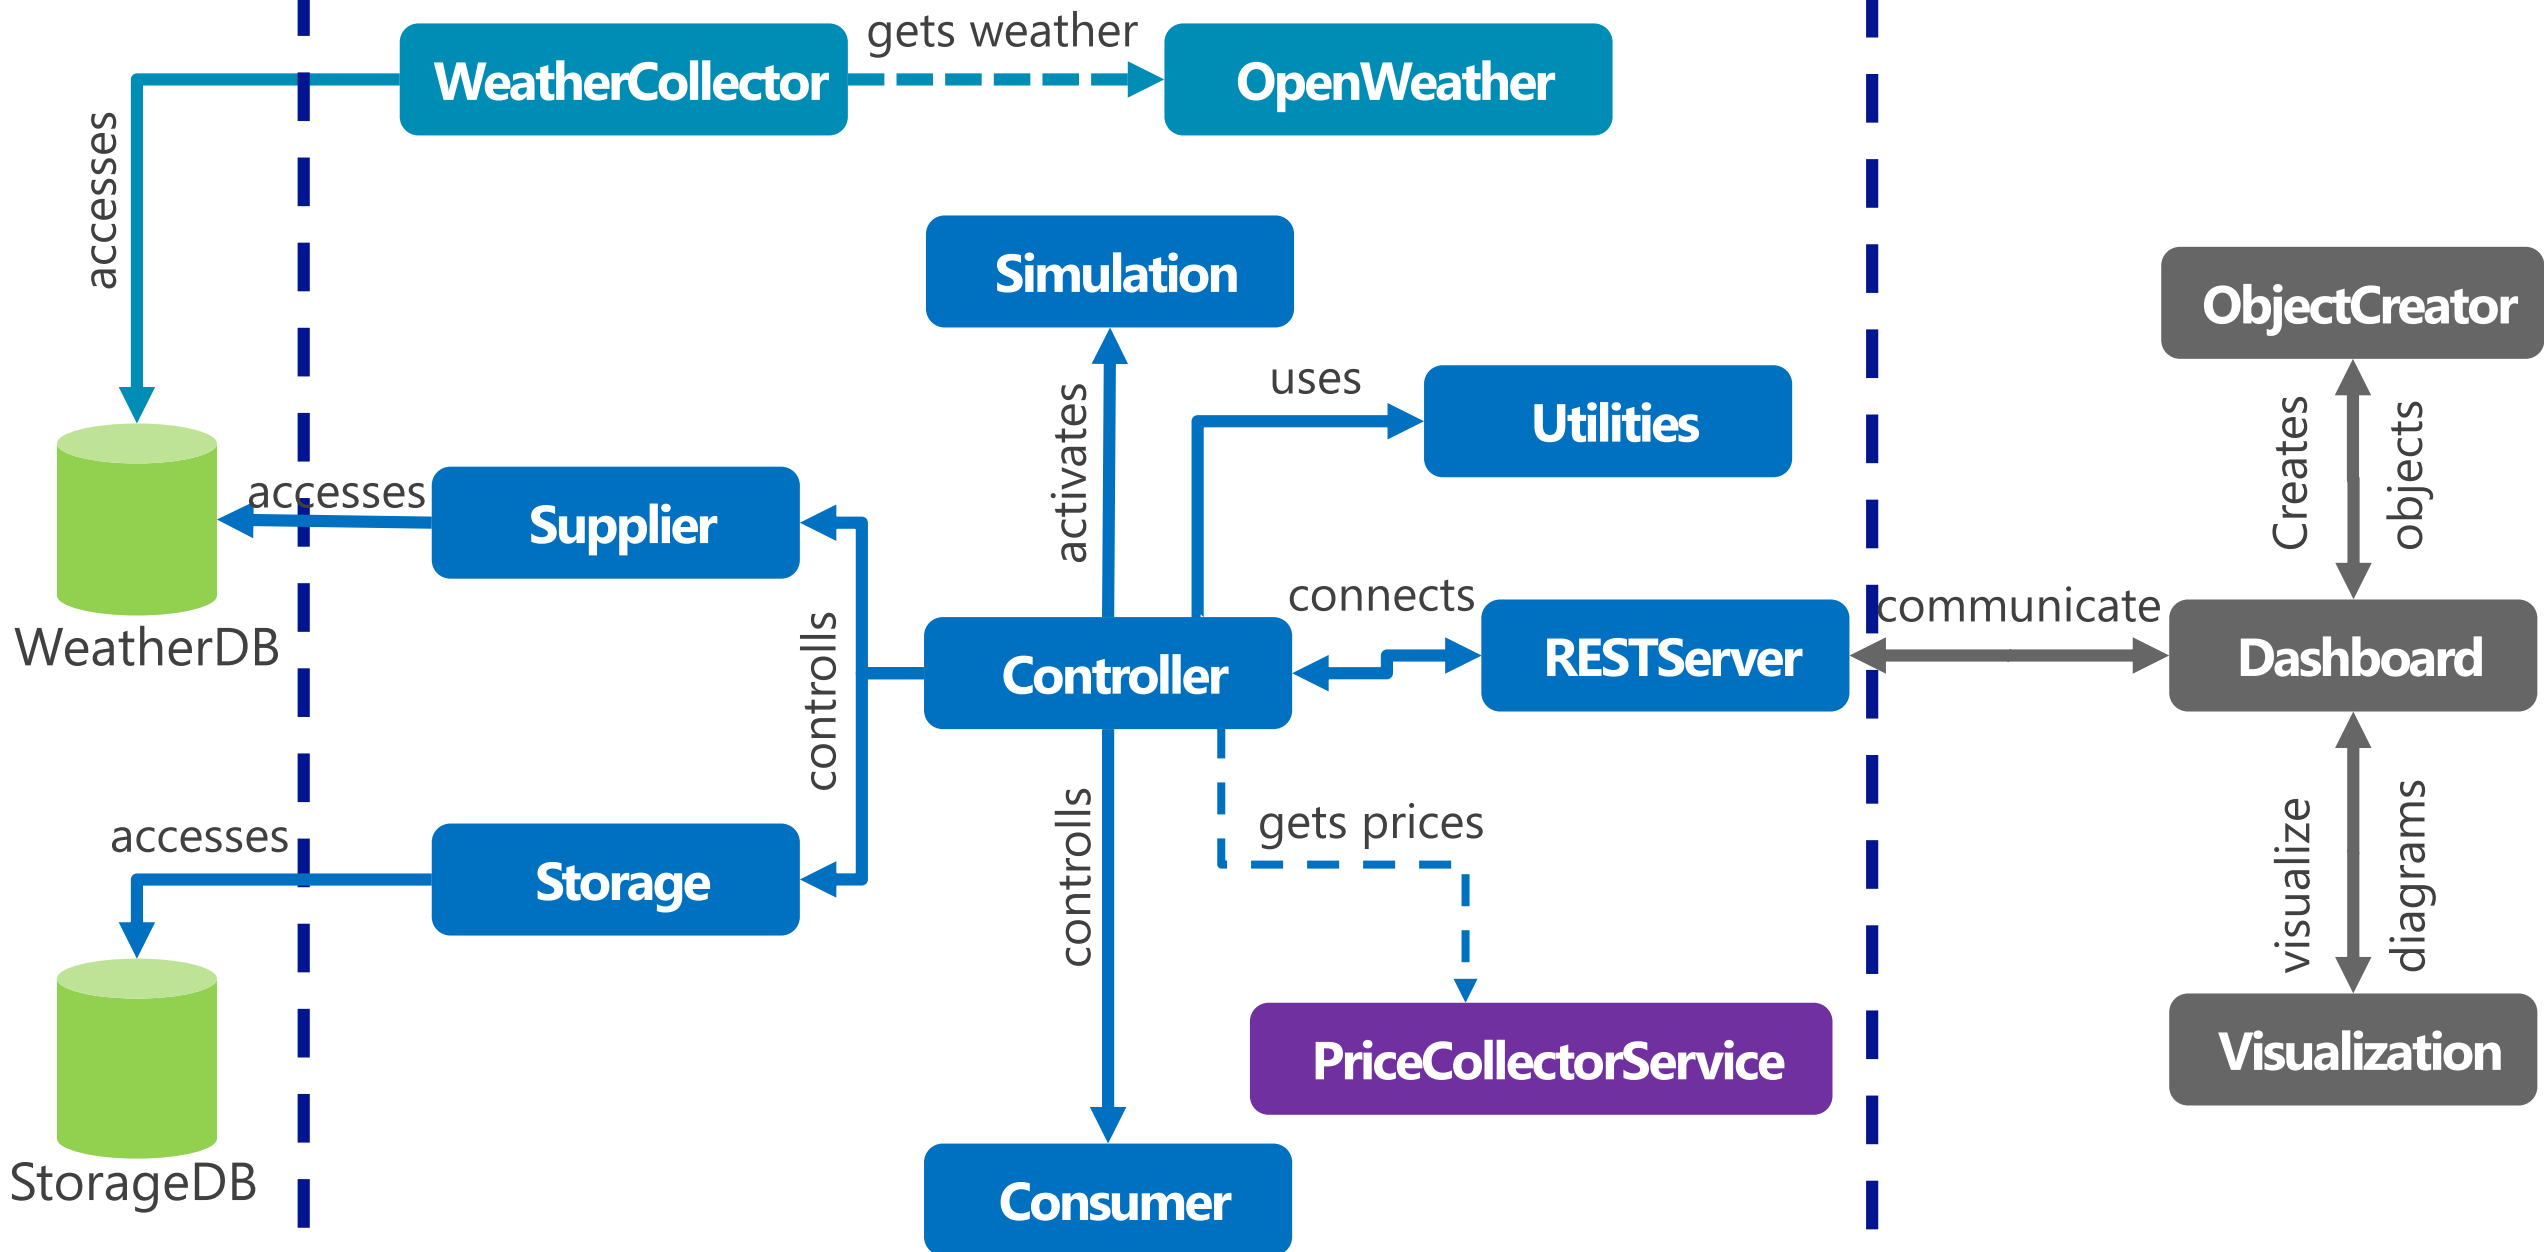 gets weather
WeatherCollector
OpenWeather
accesses
Simulation
ObjectCreator
uses
Utilities
activates
Creates
objects
accesses
Supplier
connects
communicate
WeatherDB
controlls
Controller
RESTServer
Dashboard
accesses
Storage
controlls
gets prices
visualize
diagrams
PriceCollectorService
Visualization
StorageDB
Consumer